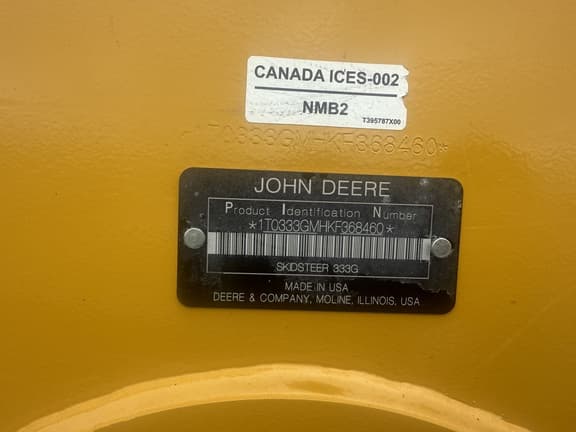 CANADA ICES-002
NMB2
T395787X00
T0333GMHKF368460*
JOHN DEERE
Product Identification Number
*1T0333GMHKF368460*
SKIDSTEER 333G
MADE IN USA
DEERE & COMPANY, MOLINE, ILLINOIS, USA